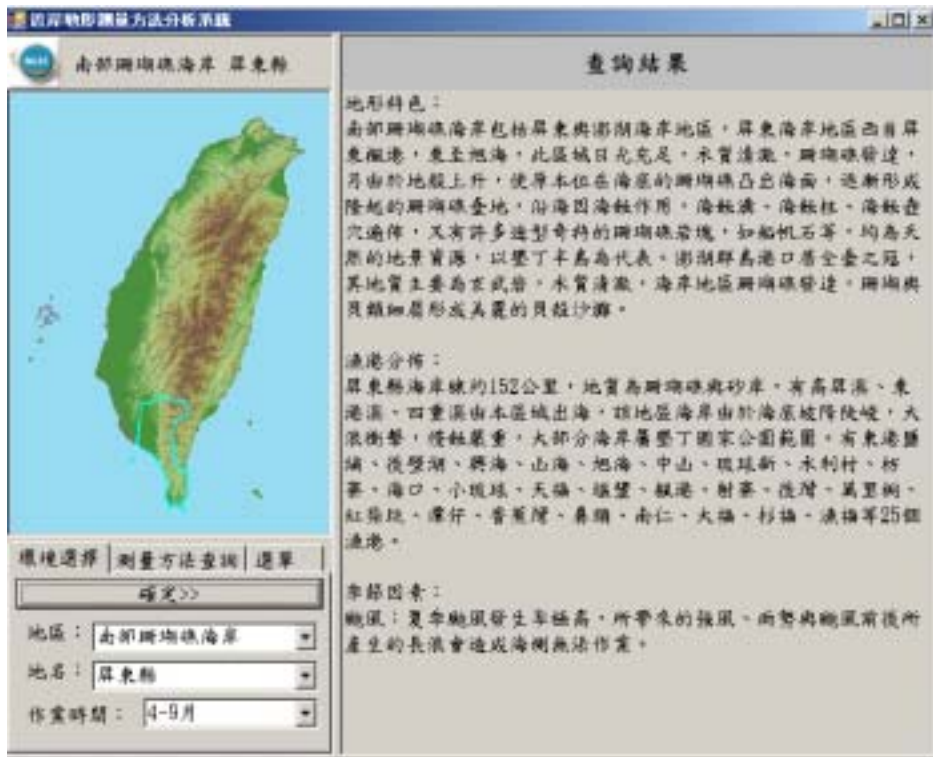 近岸地形測量方法分析系統
南部珊瑚礁海岸 屏東縣
查詢結果
地形特色：
南部珊瑚礁海岸包括屏東與澎湖海岸地區，屏東海岸地區西自屏
東楓港，東至旭海，此區域日光充足，水質清澈，珊瑚礁發達，
另由於地殼上升，使原本位在海底的珊瑚礁凸出海面，逐漸形成
隆起的珊瑚礁臺地，沿海因海蝕作用，海蝕溝、海蝕柱、海蝕壺
穴遍佈，又有許多造型奇特的珊瑚礁岩塊，如船帆石等，均為天
然的地景資源，以墾丁半島為代表。澎湖群島港口居全臺之冠，
其地質主要為玄武岩，水質清澈，海岸地區珊瑚礁發達，珊瑚與
貝類細屑形成美麗的貝殼沙灘。
漁港分佈：
屏東縣海岸線約152公里，地質為珊瑚礁與砂岸，有高屏溪、東
港溪、四重溪由本區域出海，該地區海岸由於海底坡降陡峻，大
浪衝擊，侵蝕嚴重，大部分海岸屬墾丁國家公園範圍。有東港鹽
埔、後壁湖、興海、山海、旭海、中山、琉球新、水利村、枋
寮、海口、小琉球、天福、塭豐、楓港、射寮、後灣、萬里桐、
紅柴坑、潭仔、香蕉灣、鼻頭、南仁、大福、杉福、漁福等25個
漁港。
季節因素：
颱風：夏季颱風發生率極高，所帶來的強風、雨勢與颱風前後所
產生的長浪會造成海測無法作業。
環境選擇 測量方法查詢 選單
確定>>
地區： 南部珊瑚礁海岸
地名： 屏東縣
作業時間： 4-9月